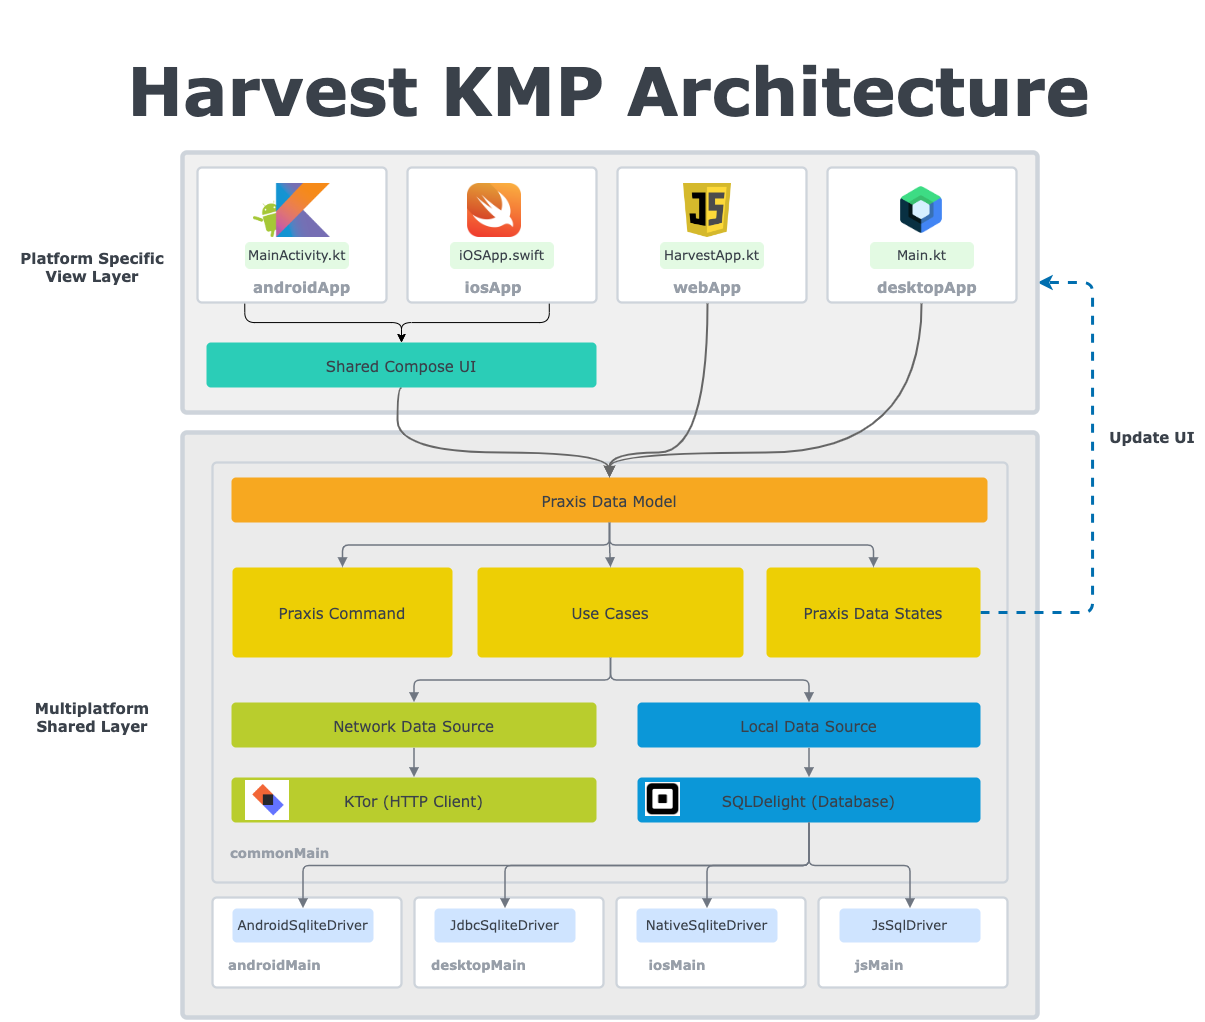 Harvest KMP Architecture
Platform Specific
View Layer
JS
MainActivity.kt
iOSApp.swift
HarvestApp.kt
Main.kt
androidApp
iosApp
webApp
desktopApp
Shared Compose UI
Update UI
Praxis Data Model
Praxis Command
Use Cases
Praxis Data States
Multiplatform
Shared Layer
Network Data Source
Local Data Source
KTor (HTTP Client)
SQLDelight (Database)
commonMain
AndroidSqliteDriver
JdbcSqliteDriver
NativeSqliteDriver
JsSqlDriver
androidMain
desktopMain
iosMain
jsMain